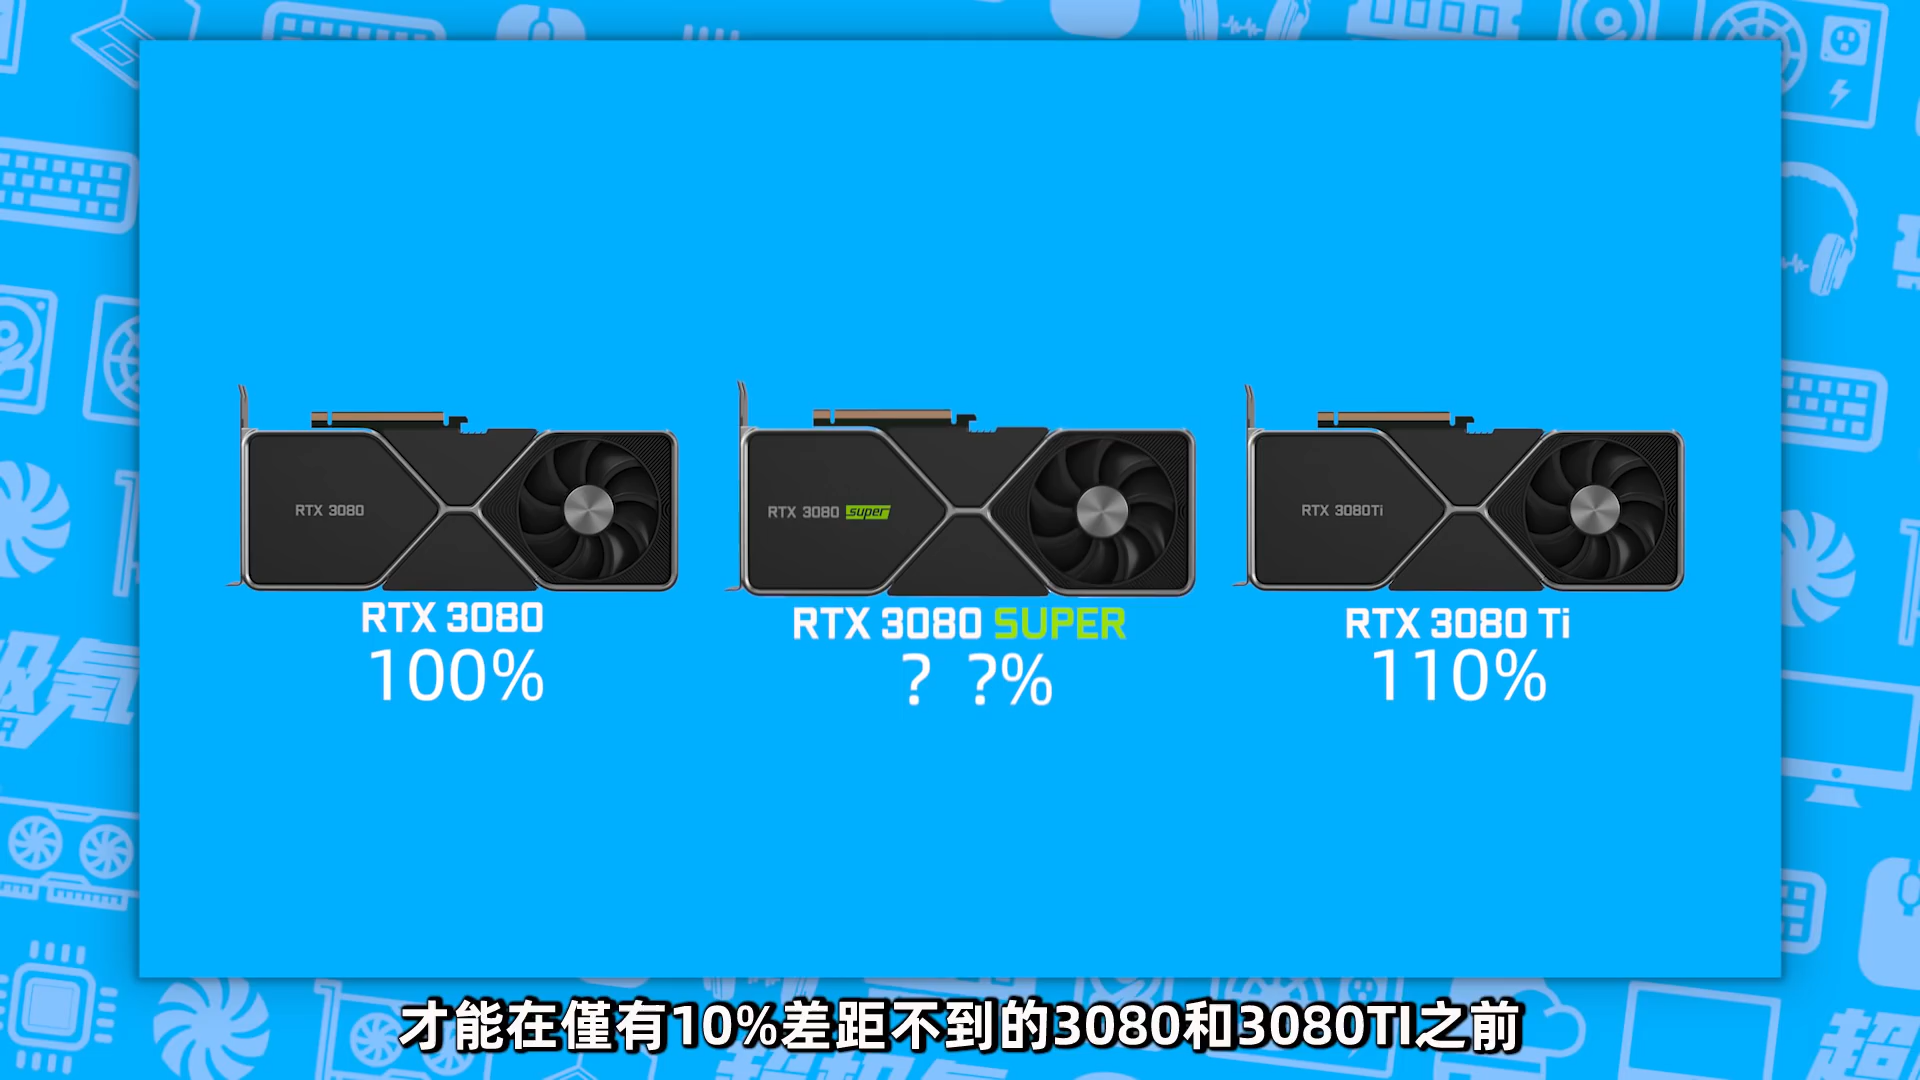 RTX 3080
RTX 3080 super
RTX 3080Ti
RTX 3080
100%
RTX 3080 SUPER
? ?%
RTX 3080 Ti
110%
才能在僅有10%差距不到的3080和3080TI之前